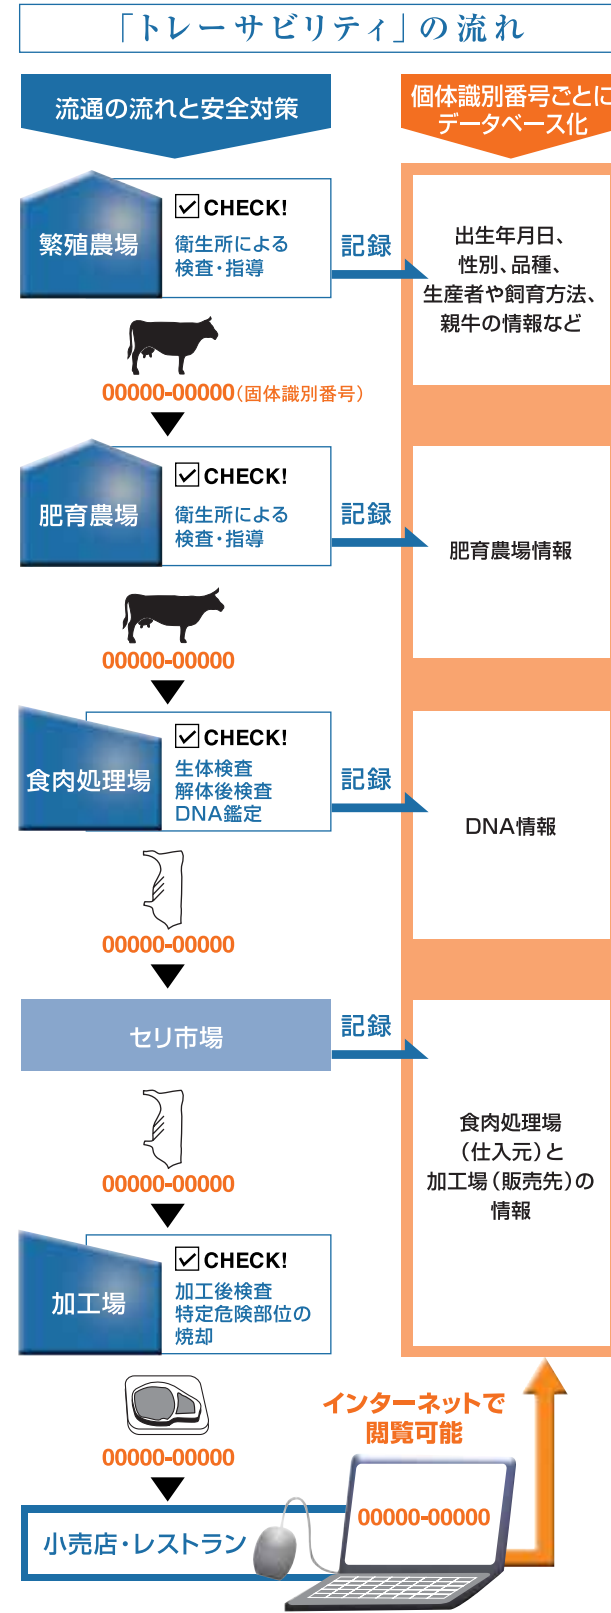 「トレーサビリティ」の流れ
流通の流れと安全対策
個体識別番号ごとに
データベース化
繁殖農場
CHECK!
衛生所による
検査・指導
記録
出生年月日、
性別、品種、
生産者や飼育方法、
親牛の情報など
00000-00000(固体識別番号)
肥育農場
CHECK!
衛生所による
検査・指導
記録
肥育農場情報
00000-00000
食肉処理場
CHECK!
生体検査
解体後検査
DNA鑑定
記録
DNA情報
00000-00000
セリ市場
記録
食肉処理場
(仕入元)と
加工場(販売先)の
情報
00000-00000
加工場
CHECK!
加工後検査
特定危険部位の
焼却
00000-00000
インターネットで
閲覧可能
小売店・レストラン
00000-00000